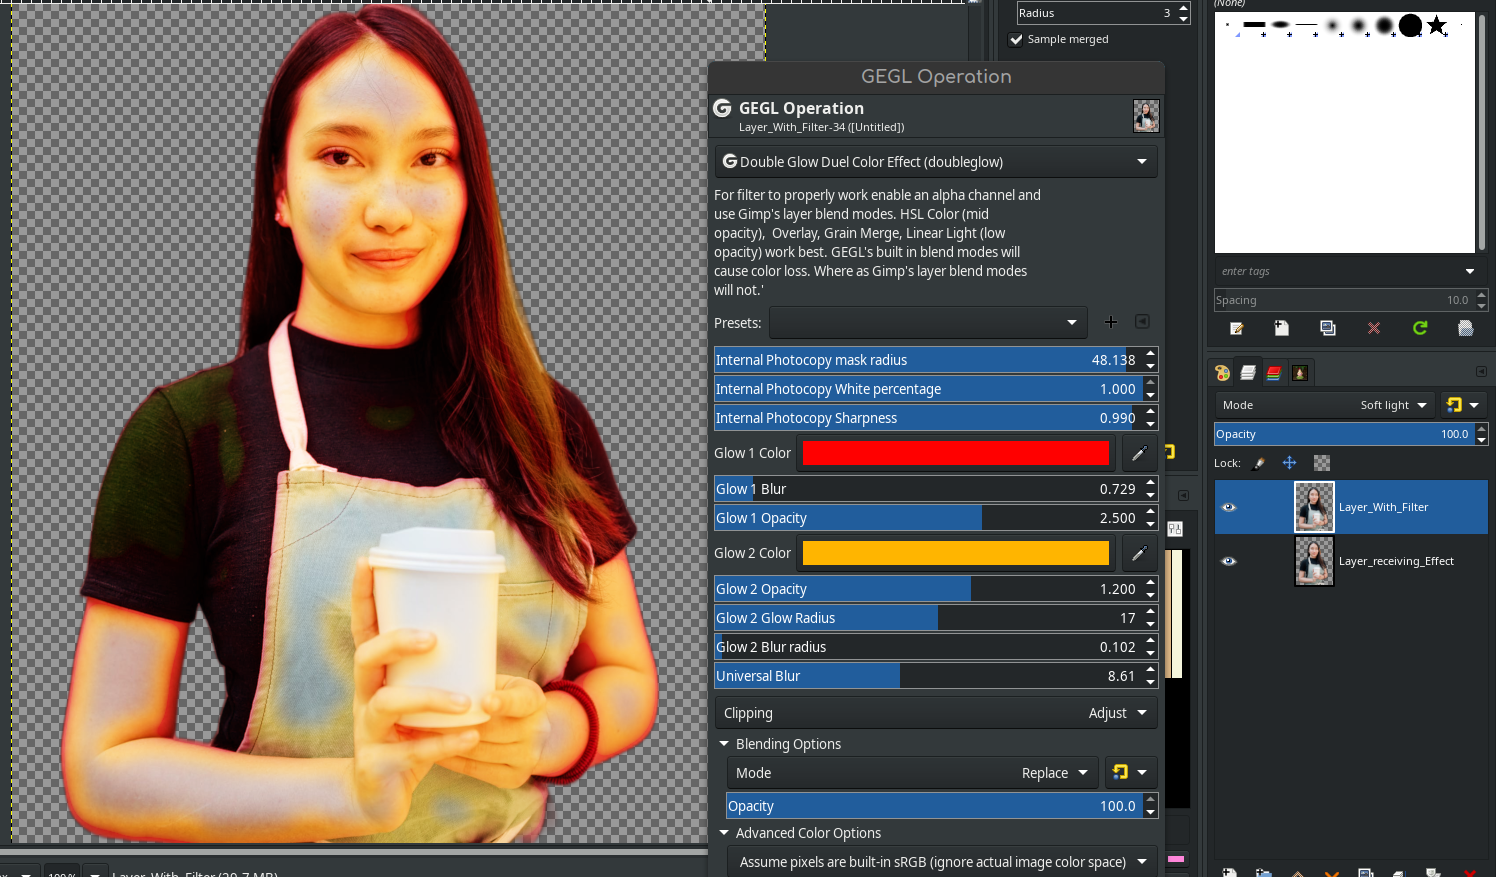 (None)
Radius 3
Sample merged
GEGL Operation
GEGL Operation
Layer_With_Filter-34 ([Untitled])
Double Glow Duel Color Effect (doubleglow)
For filter to properly work enable an alpha channel and
use Gimp's layer blend modes. HSL Color (mid
opacity),  Overlay, Grain Merge, Linear Light (low
opacity) work best. GEGL's built in blend modes will
cause color loss. Where as Gimp's layer blend modes
will not.'
Presets:
Internal Photocopy mask radius 48.138
Internal Photocopy White percentage 1.000
Internal Photocopy Sharpness 0.990
Glow 1 Color
Glow 1 Blur 0.729
Glow 1 Opacity 2.500
Glow 2 Color
Glow 2 Opacity 1.200
Glow 2 Glow Radius 17
Glow 2 Blur radius 0.102
Universal Blur 8.61
Clipping Adjust
Blending Options
Mode Replace
Opacity 100.0
Advanced Color Options
Assume pixels are built-in sRGB (ignore actual image color space)
enter tags
Spacing 10.0
Mode Soft light
Opacity 100.0
Lock:
Layer_With_Filter
Layer_receiving_Effect
100%
Layer_With_Filter (29.7 MB)